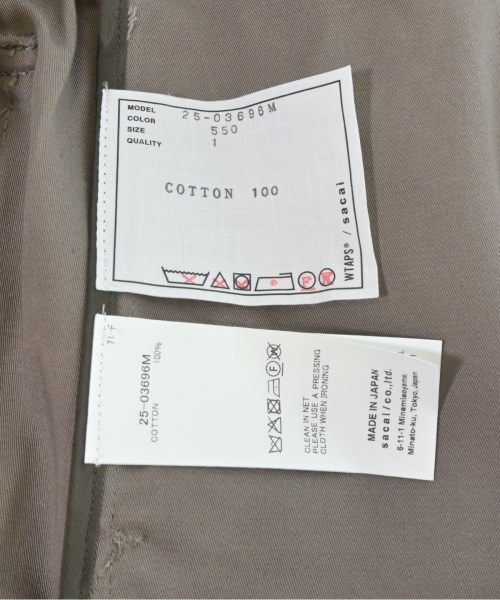 MODEL 25-03696M
COLOR 550
SIZE 1
QUALITY
COTTON 100
WTAPS® / sacai
71-F
25-03696M
COTTON 100%
CLEAN IN NET
PLEASE USE A PRESSING
CLOTH WHEN IRONING
MADE IN JAPAN
sacai/co.,ltd.
6-11-1 Minamiaoyama,
Minato-ku, Tokyo, Japan